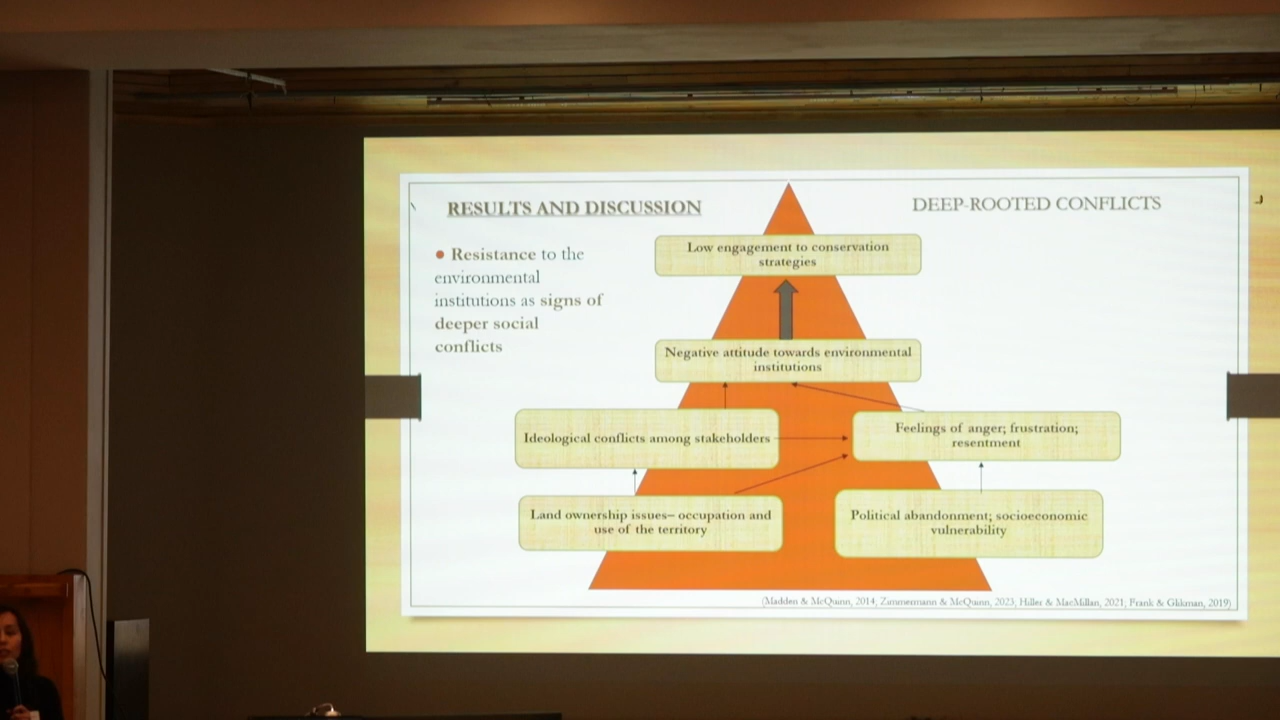 RESULTS AND DISCUSSION
DEEP-ROOTED CONFLICTS
● Resistance to the
environmental
institutions as signs of
deeper social
conflicts
Low engagement to conservation
strategies
Negative attitude towards environmental
institutions
Ideological conflicts among stakeholders
Feelings of anger; frustration;
resentment
Land ownership issues– occupation and
use of the territory
Political abandonment; socioeconomic
vulnerability
(Madden & McQuinn, 2014; Zimmermann & McQuinn, 2023; Hiller & MacMillan, 2021; Frank & Glikman, 2019)